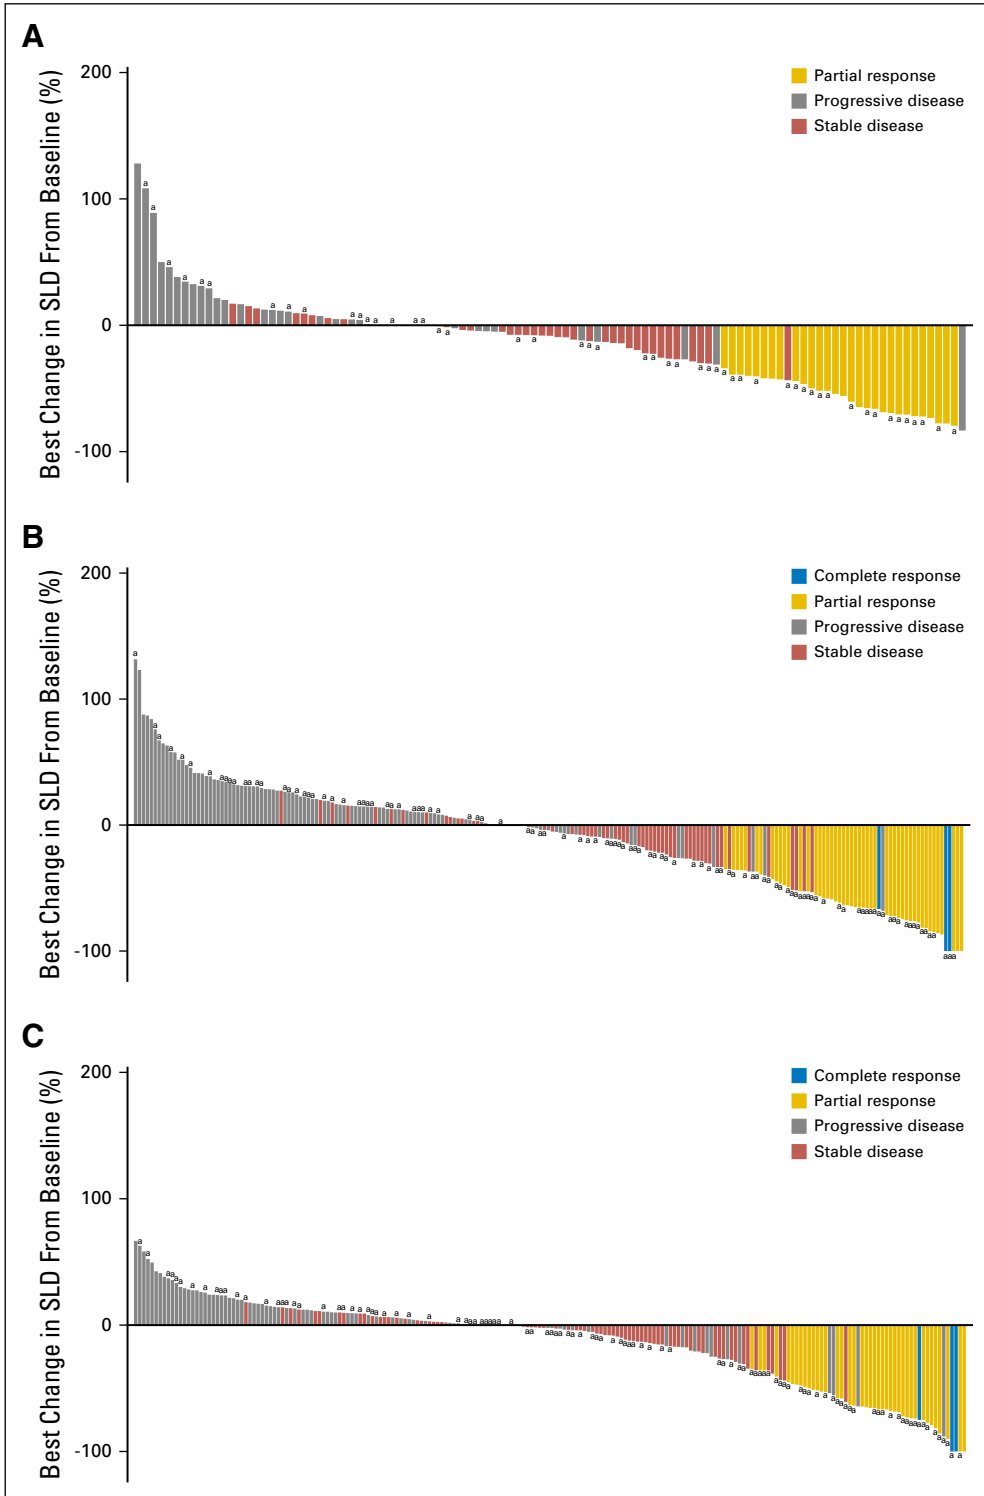 A
Best Change in SLD From Baseline (%)
200
100
0
-100
Partial response
Progressive disease
Stable disease
B
Best Change in SLD From Baseline (%)
200
100
0
-100
Complete response
Partial response
Progressive disease
Stable disease
C
Best Change in SLD From Baseline (%)
200
100
0
-100
Complete response
Partial response
Progressive disease
Stable disease